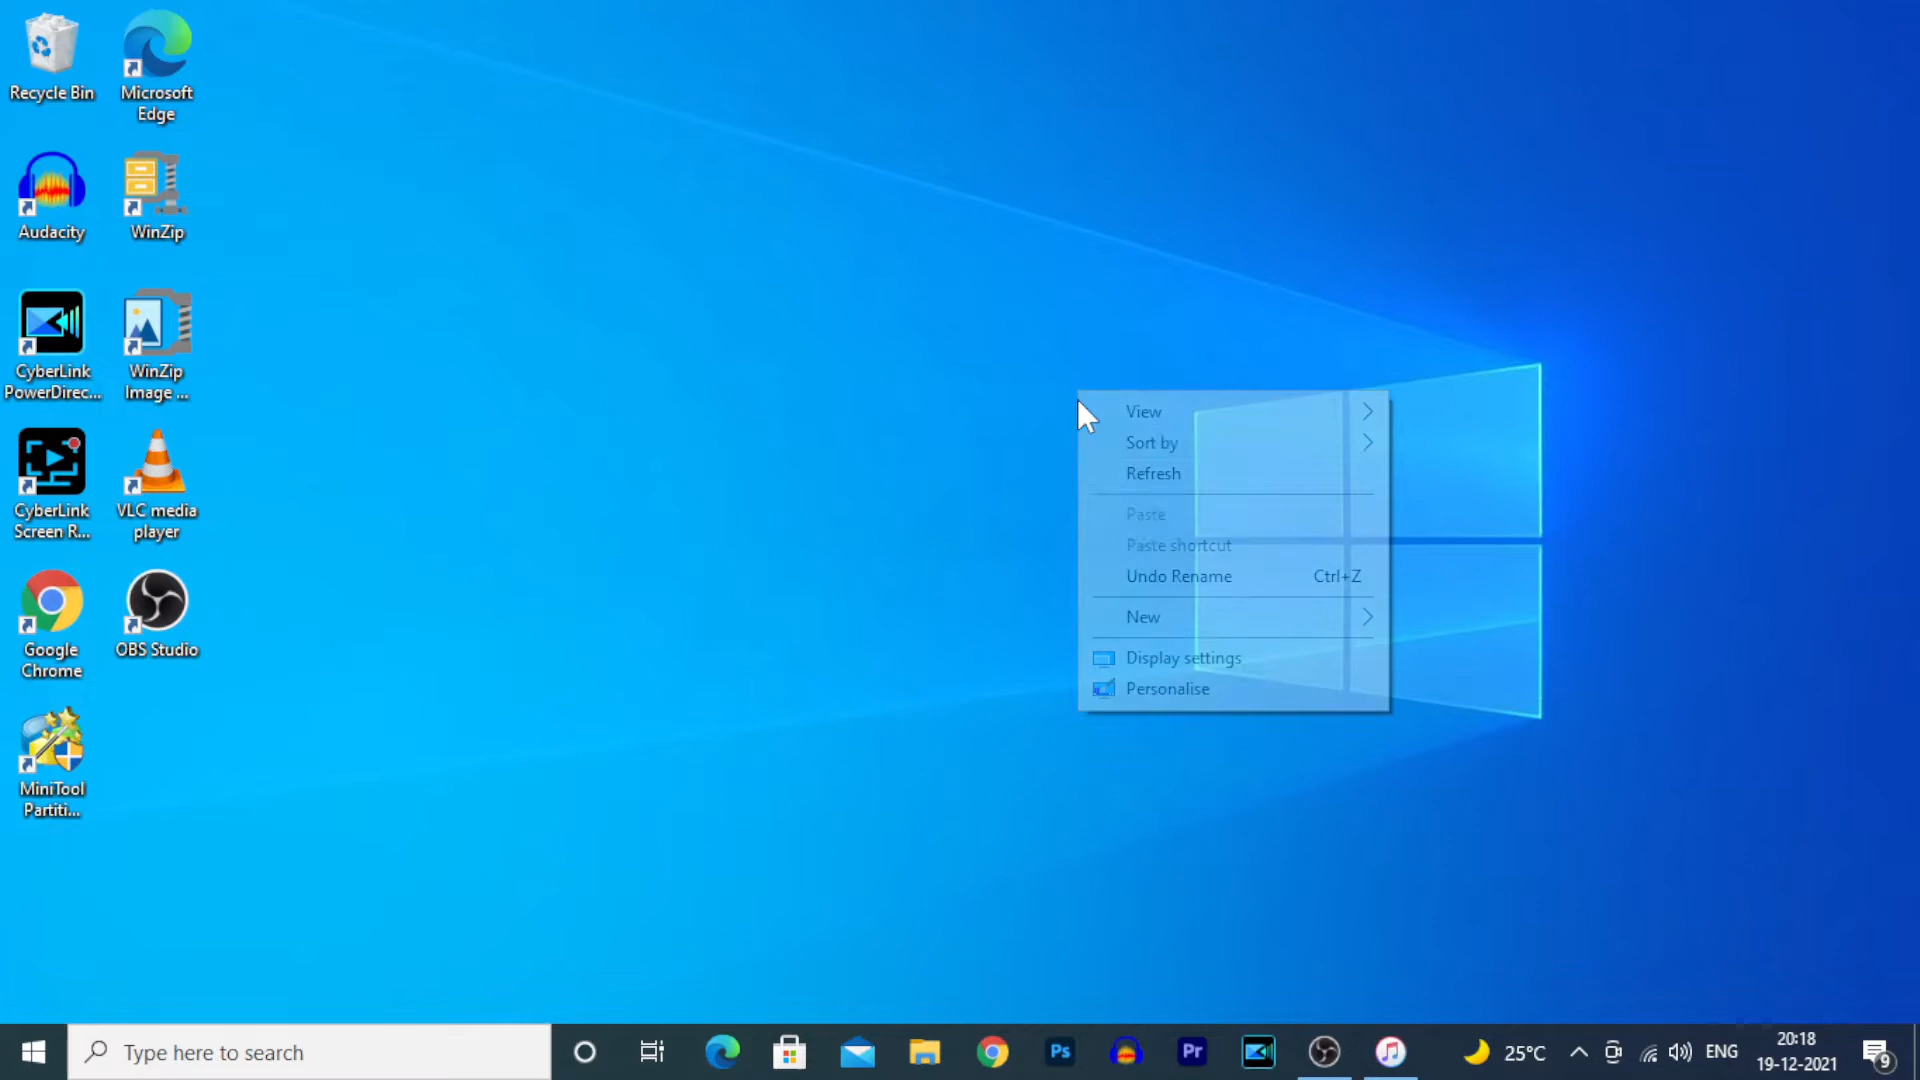 Recycle Bin
Microsoft
Edge
Audacity
WinZip
CyberLink
PowerDirec...
WinZip
Image ...
CyberLink
Screen R...
VLC media
player
Google
Chrome
OBS Studio
MiniTool
Partiti...
View
Sort by
Refresh
Paste
Paste shortcut
Undo Rename Ctrl+Z
New
Display settings
Personalise
Type here to search
Ps
Pr
25°C
ENG
20:18
19-12-2021
9